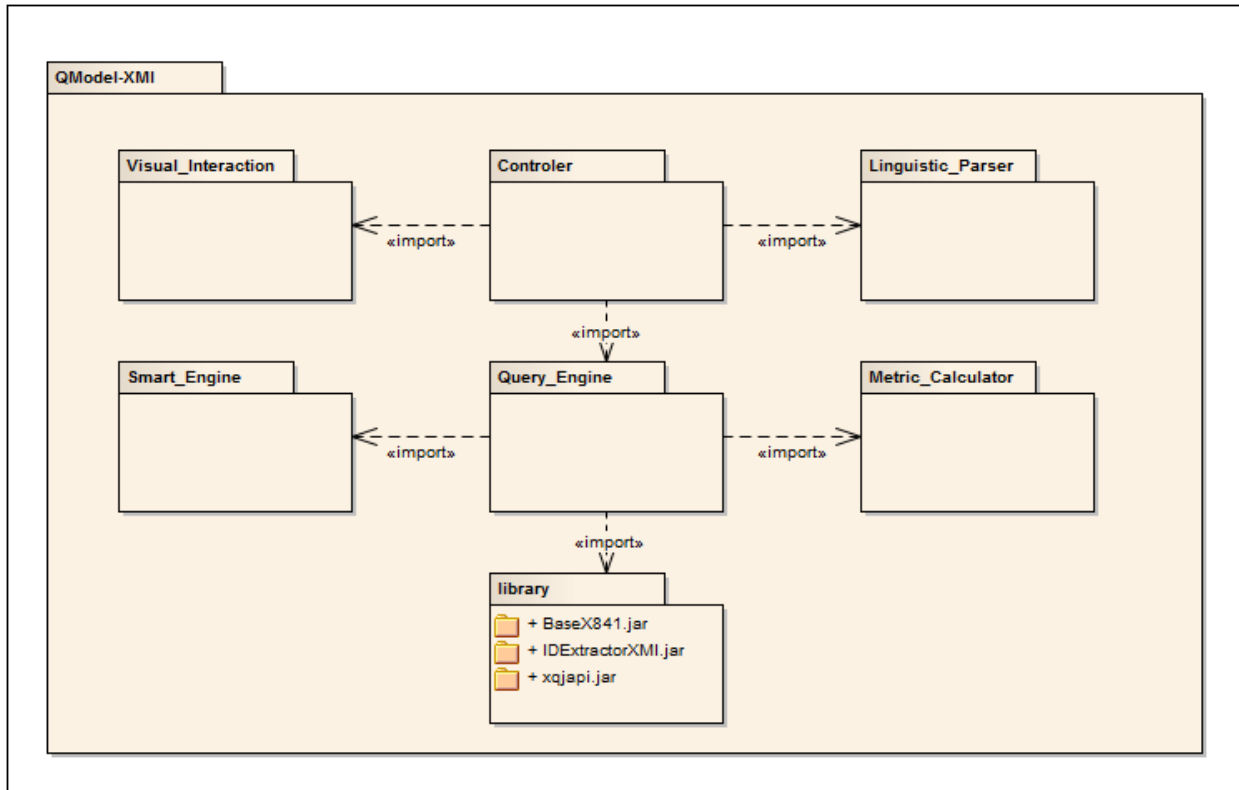 QModel-XMI
Visual_Interaction
Controler
Linguistic_Parser
«import»
«import»
«import»
Smart_Engine
Query_Engine
Metric_Calculator
«import»
«import»
«import»
library
+ BaseX841.jar
+ IDExtractorXMI.jar
+ xqjapi.jar